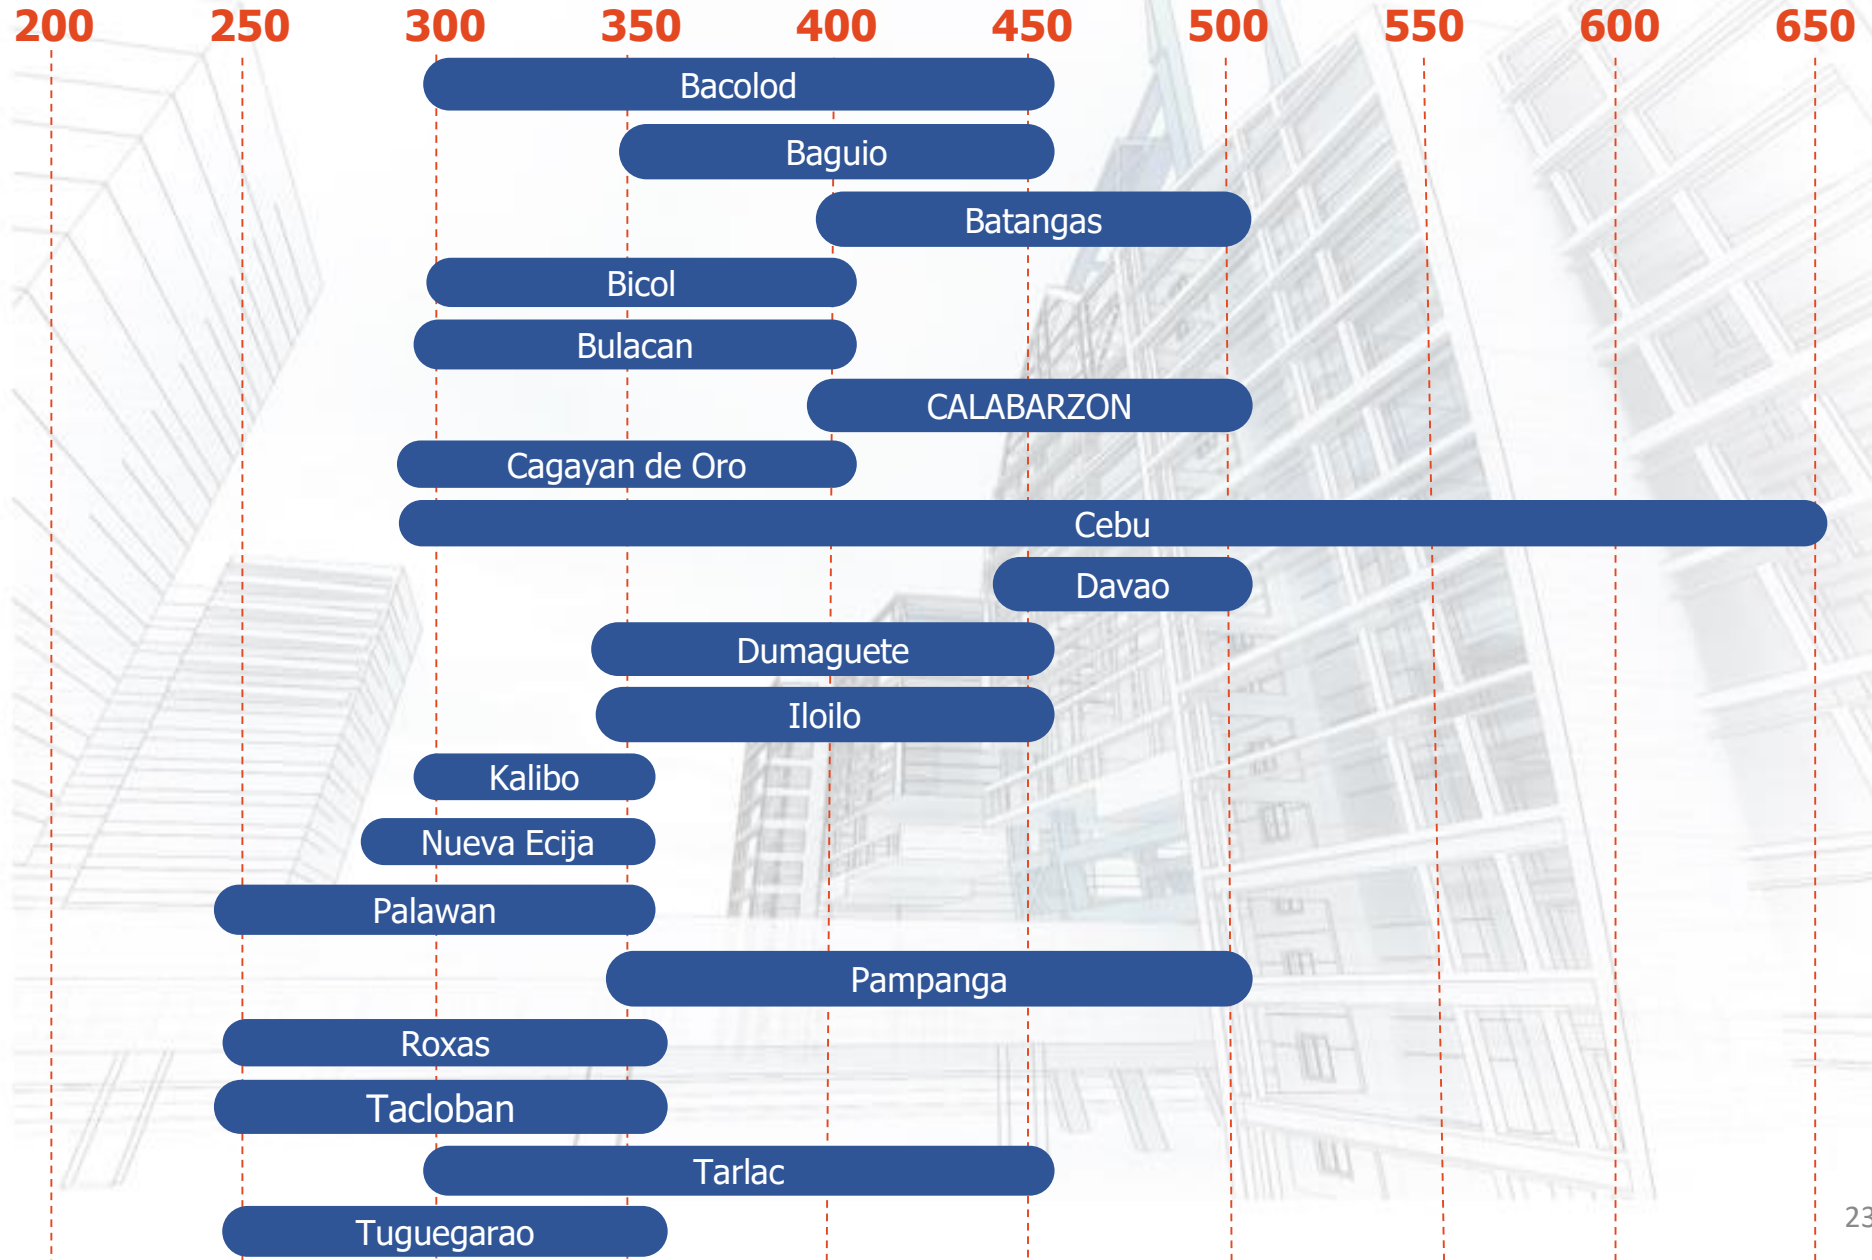 200 250 300 350 400 450 500 550 600 650
Bacolod
Baguio
Batangas
Bicol
Bulacan
CALABARZON
Cagayan de Oro
Cebu
Davao
Dumaguete
Iloilo
Kalibo
Nueva Ecija
Palawan
Pampanga
Roxas
Tacloban
Tarlac
Tuguegarao
23